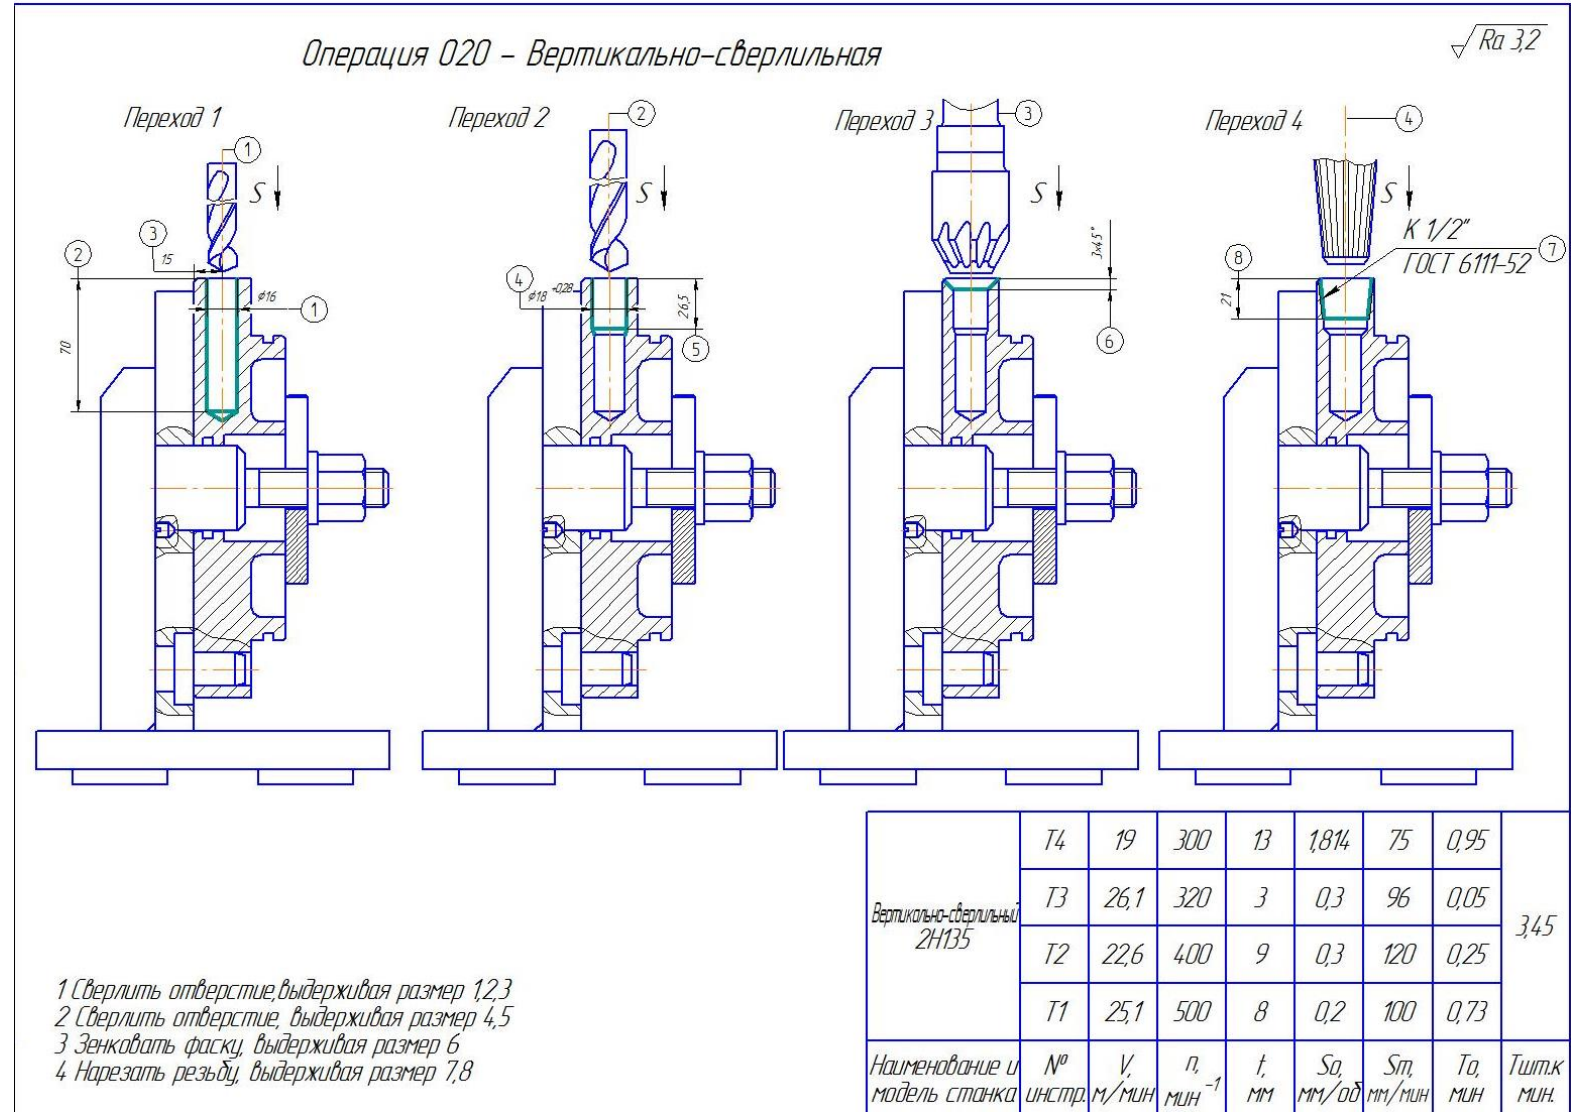 Операция 020 – Вертикально-сверлильная
Ra 3,2
Переход 1
1
S
3
2
15
⌀16
1
70
Переход 2
2
S
4
⌀18 +0,28
26,5
5
Переход 3
3
S
3х45°
6
Переход 4
4
S
К 1/2"
ГОСТ 6111-52
7
8
21
1 Сверлить отверстие,выдерживая размер 1,2,3
2 Сверлить отверстие, выдерживая размер 4,5
3 Зенковать фаску, выдерживая размер 6
4 Нарезать резьбу, выдерживая размер 7,8
Вертикально-сверлильный
2Н135
Т4 19 300 13 1,814 75 0,95
Т3 26,1 320 3 0,3 96 0,05
Т2 22,6 400 9 0,3 120 0,25
Т1 25,1 500 8 0,2 100 0,73
3,45
Наименование и модель станка
№ инстр.
V, м/мин
n, мин -1
t, мм
So, мм/об
Sm, мм/мин
То, мин
Тшт.к мин.